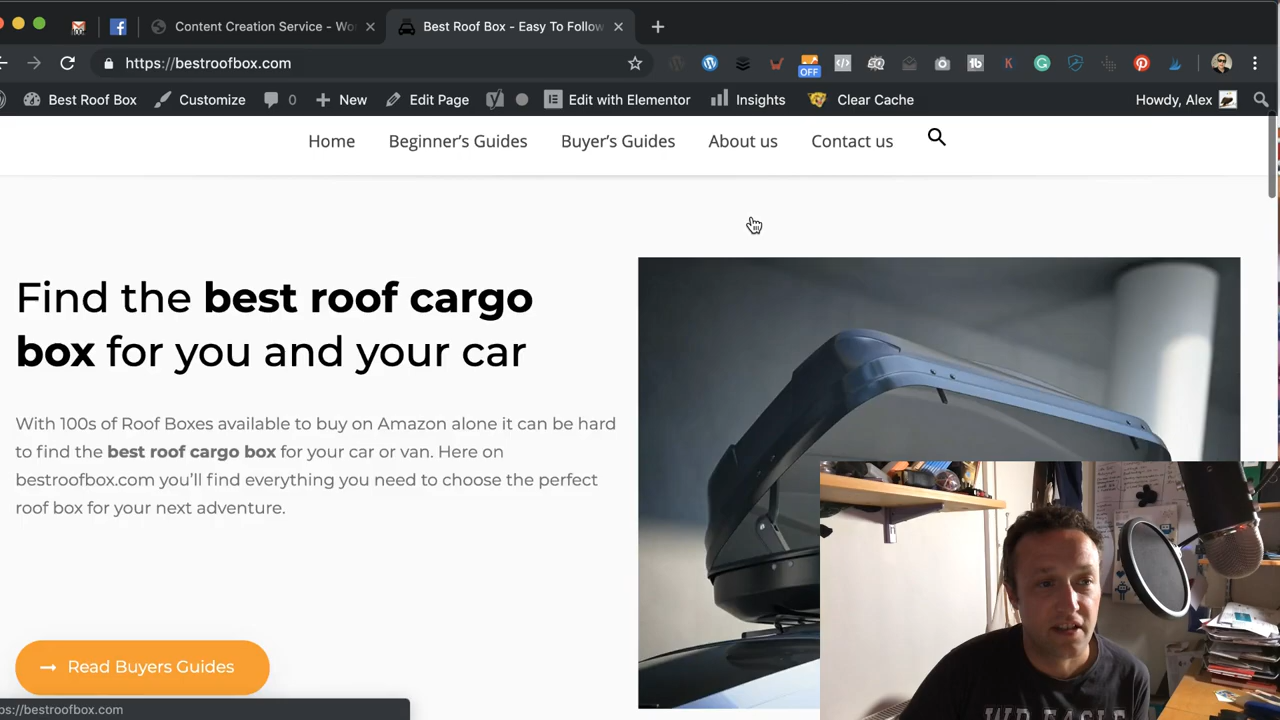 Content Creation Service - Wo
Best Roof Box - Easy To Follow
https://bestroofbox.com
OFF
Best Roof Box
Customize
0
New
Edit Page
Edit with Elementor
Insights
Clear Cache
Howdy, Alex
Home
Beginner's Guides
Buyer's Guides
About us
Contact us
Find the best roof cargo
box for you and your car
With 100s of Roof Boxes available to buy on Amazon alone it can be hard
to find the best roof cargo box for your car or van. Here on
bestroofbox.com you'll find everything you need to choose the perfect
roof box for your next adventure.
→ Read Buyers Guides
ps://bestroofbox.com